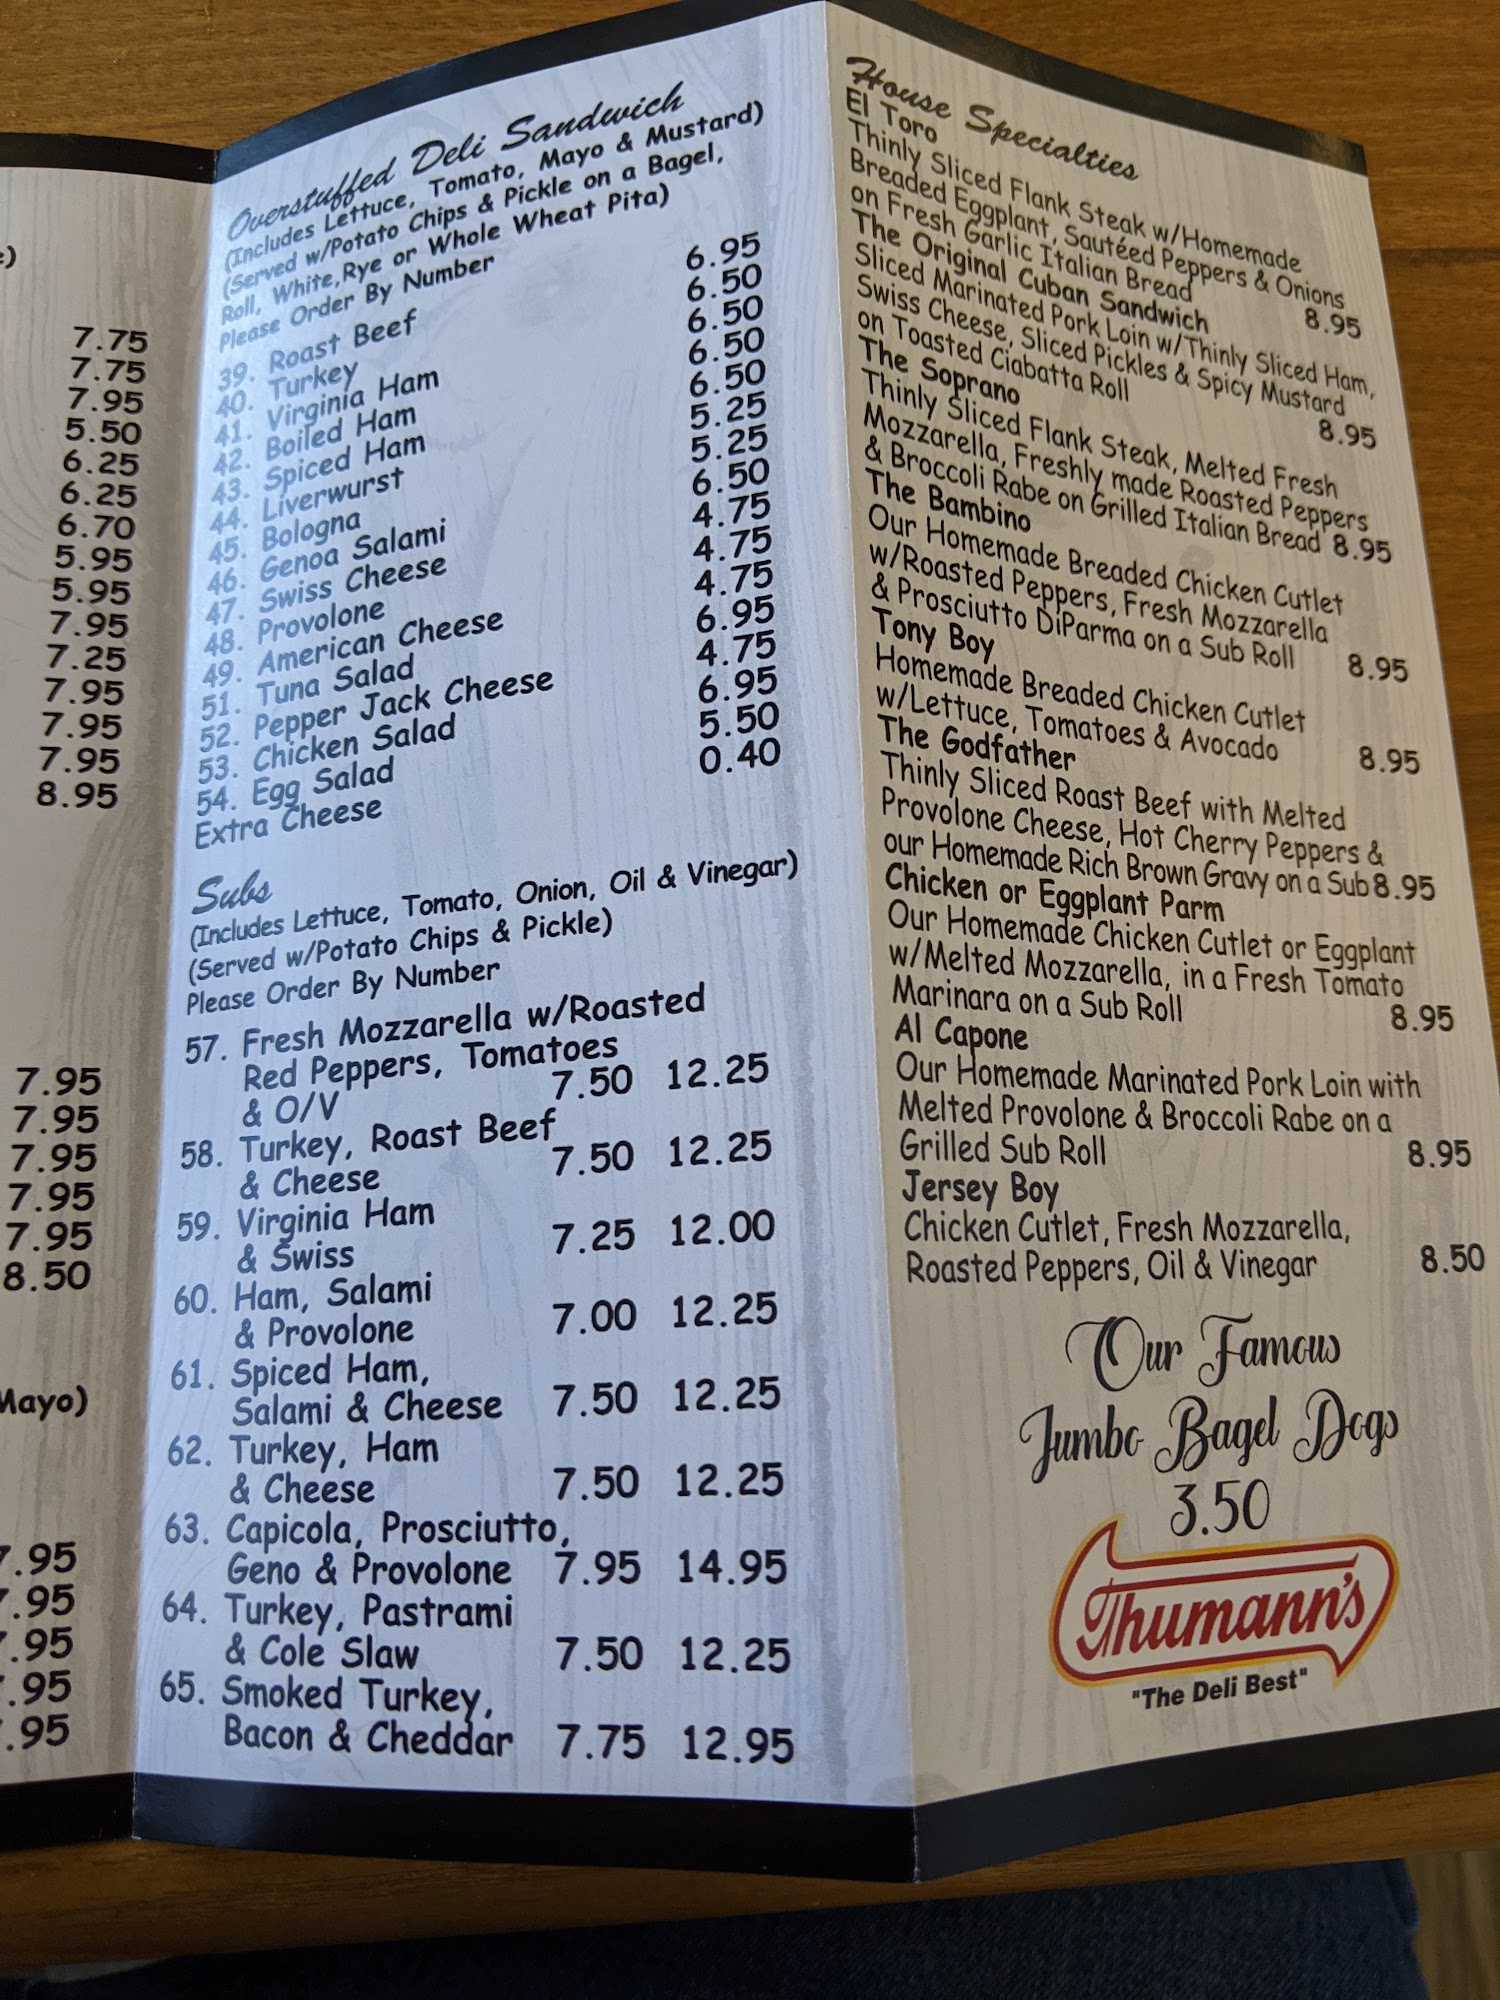 e)
7.75
7.75
7.95
5.50
6.25
6.25
6.70
5.95
5.95
7.95
7.25
7.95
7.95
7.95
8.95
7.95
7.95
7.95
7.95
7.95
8.50
Mayo)
7.95
7.95
7.95
7.95
7.95
Overstuffed Deli Sandwich
(Includes Lettuce, Tomato, Mayo & Mustard)
(Served w/Potato Chips & Pickle on a Bagel,
Roll, White,Rye or Whole Wheat Pita)
Please Order By Number
39. Roast Beef 6.95
40. Turkey 6.50
41. Virginia Ham 6.50
42. Boiled Ham 6.50
43. Spiced Ham 6.50
44. Liverwurst 5.25
45. Bologna 5.25
46. Genoa Salami 6.50
47. Swiss Cheese 4.75
48. Provolone 4.75
49. American Cheese 4.75
51. Tuna Salad 6.95
52. Pepper Jack Cheese 4.75
53. Chicken Salad 6.95
54. Egg Salad 5.50
Extra Cheese 0.40
Subs
(Includes Lettuce, Tomato, Onion, Oil & Vinegar)
(Served w/Potato Chips & Pickle)
Please Order By Number
57. Fresh Mozzarella w/Roasted
Red Peppers, Tomatoes
& O/V 7.50 12.25
58. Turkey, Roast Beef
& Cheese 7.50 12.25
59. Virginia Ham
& Swiss 7.25 12.00
60. Ham, Salami
& Provolone 7.00 12.25
61. Spiced Ham,
Salami & Cheese 7.50 12.25
62. Turkey, Ham
& Cheese 7.50 12.25
63. Capicola, Prosciutto,
Geno & Provolone 7.95 14.95
64. Turkey, Pastrami
& Cole Slaw 7.50 12.25
65. Smoked Turkey,
Bacon & Cheddar 7.75 12.95
House Specialties
El Toro
Thinly Sliced Flank Steak w/Homemade
Breaded Eggplant, Sautéed Peppers & Onions
on Fresh Garlic Italian Bread 8.95
The Original Cuban Sandwich
Sliced Marinated Pork Loin w/Thinly Sliced Ham,
Swiss Cheese, Sliced Pickles & Spicy Mustard
on Toasted Ciabatta Roll 8.95
The Soprano
Thinly Sliced Flank Steak, Melted Fresh
Mozzarella, Freshly made Roasted Peppers
& Broccoli Rabe on Grilled Italian Bread 8.95
The Bambino
Our Homemade Breaded Chicken Cutlet
w/Roasted Peppers, Fresh Mozzarella
& Prosciutto DiParma on a Sub Roll 8.95
Tony Boy
Homemade Breaded Chicken Cutlet
w/Lettuce, Tomatoes & Avocado 8.95
The Godfather
Thinly Sliced Roast Beef with Melted
Provolone Cheese, Hot Cherry Peppers &
our Homemade Rich Brown Gravy on a Sub 8.95
Chicken or Eggplant Parm
Our Homemade Chicken Cutlet or Eggplant
w/Melted Mozzarella, in a Fresh Tomato
Marinara on a Sub Roll 8.95
Al Capone
Our Homemade Marinated Pork Loin with
Melted Provolone & Broccoli Rabe on a
Grilled Sub Roll 8.95
Jersey Boy
Chicken Cutlet, Fresh Mozzarella,
Roasted Peppers, Oil & Vinegar 8.50
Our Famous
Jumbo Bagel Dogs
3.50
Thumann's
"The Deli Best"